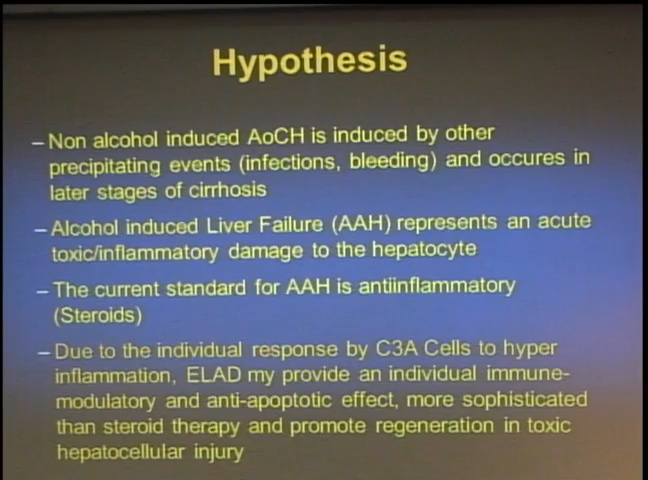 Hypothesis
– Non alcohol induced AoCH is induced by other
precipitating events (infections, bleeding) and occures in
later stages of cirrhosis
– Alcohol induced Liver Failure (AAH) represents an acute
toxic/inflammatory damage to the hepatocyte
– The current standard for AAH is antiinflammatory
(Steroids)
– Due to the individual response by C3A Cells to hyper
inflammation, ELAD my provide an individual immune-
modulatory and anti-apoptotic effect, more sophisticated
than steroid therapy and promote regeneration in toxic
hepatocellular injury